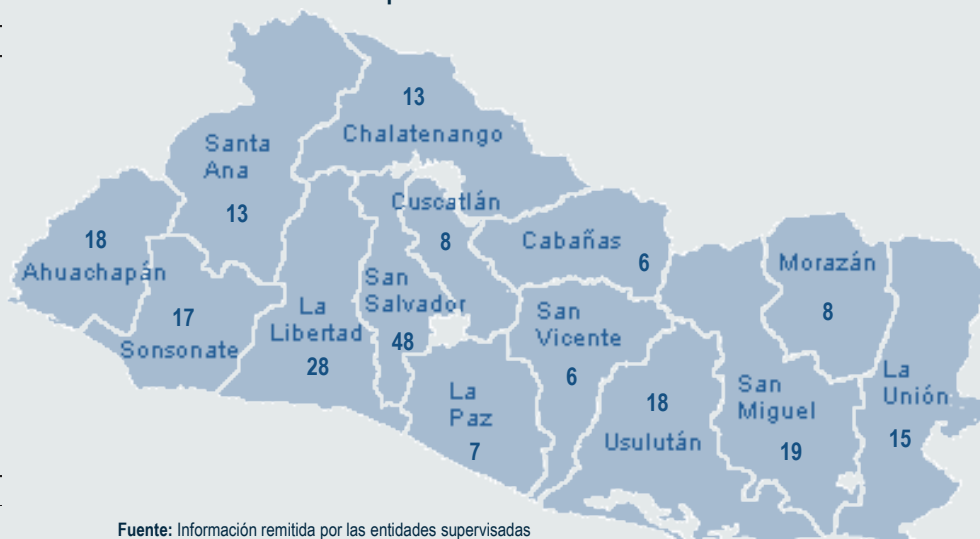 13
Chalatenango
Santa
Ana
13
Cuscatlán
8
Cabañas
6
18
Ahuachapán
17
Sonsonate
La
Libertad
28
San
Salvador
48
La
Paz
7
San
Vicente
6
18
Usulután
Morazán
8
San
Miguel
19
La
Unión
15
Fuente: Información remitida por las entidades supervisadas